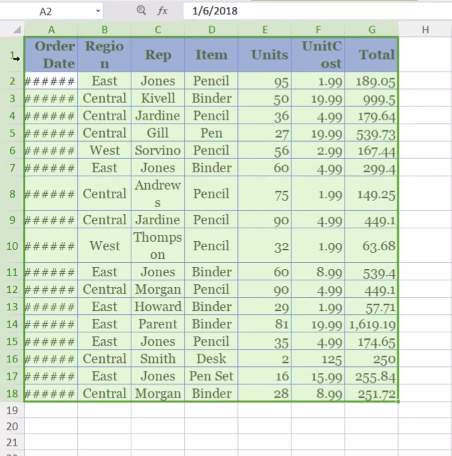 A2 fx 1/6/2018
A B C D E F G H
1 Order Date Region Rep Item Units UnitCost Total
2 ###### East Jones Pencil 95 1.99 189.05
3 ###### Central Kivell Binder 50 19.99 999.5
4 ###### Central Jardine Pencil 36 4.99 179.64
5 ###### Central Gill Pen 27 19.99 539.73
6 ###### West Sorvino Pencil 56 2.99 167.44
7 ###### East Jones Binder 60 4.99 299.4
8 ###### Central Andrews Pencil 75 1.99 149.25
9 ###### Central Jardine Pencil 90 4.99 449.1
10 ###### West Thompson Pencil 32 1.99 63.68
11 ###### East Jones Binder 60 8.99 539.4
12 ###### Central Morgan Pencil 90 4.99 449.1
13 ###### East Howard Binder 29 1.99 57.71
14 ###### East Parent Binder 81 19.99 1,619.19
15 ###### East Jones Pencil 35 4.99 174.65
16 ###### Central Smith Desk 2 125 250
17 ###### East Jones Pen Set 16 15.99 255.84
18 ###### Central Morgan Binder 28 8.99 251.72
19
20
21